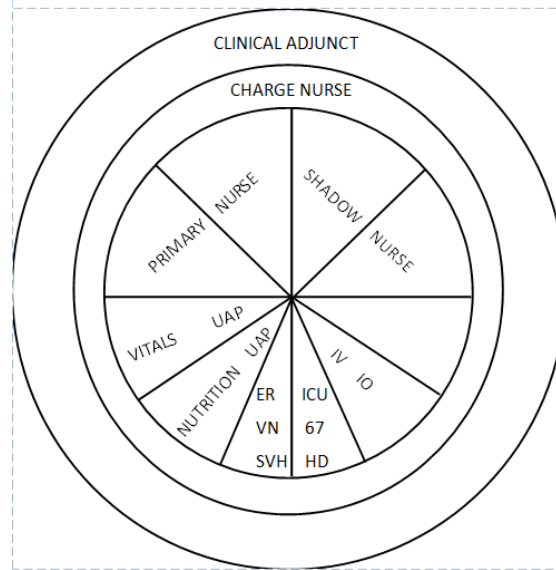 CLINICAL ADJUNCT
CHARGE NURSE
PRIMARY NURSE
SHADOW NURSE
VITALS UAP
NUTRITION UAP
ER
VN
SVH
ICU
67
HD
IV IO